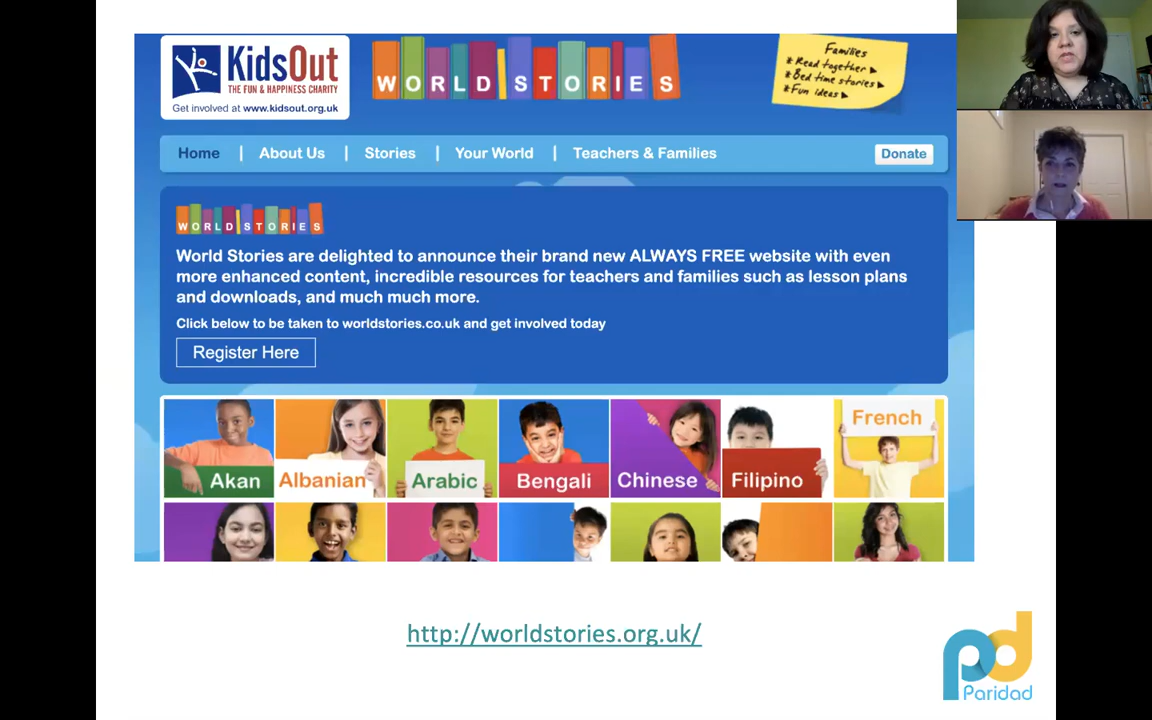 KidsOut
THE FUN & HAPPINESS CHARITY
Get involved at www.kidsout.org.uk
WORLD STORIES
Families
* Read together ▶
* Bed time stories ▶
* Fun ideas ▶
Home | About Us | Stories | Your World | Teachers & Families
Donate
WORLD STORIES
World Stories are delighted to announce their brand new ALWAYS FREE website with even
more enhanced content, incredible resources for teachers and families such as lesson plans
and downloads, and much much more.
Click below to be taken to worldstories.co.uk and get involved today
Register Here
Akan
Albanian
Arabic
Bengali
Chinese
Filipino
French
http://worldstories.org.uk/
pd
Paridad